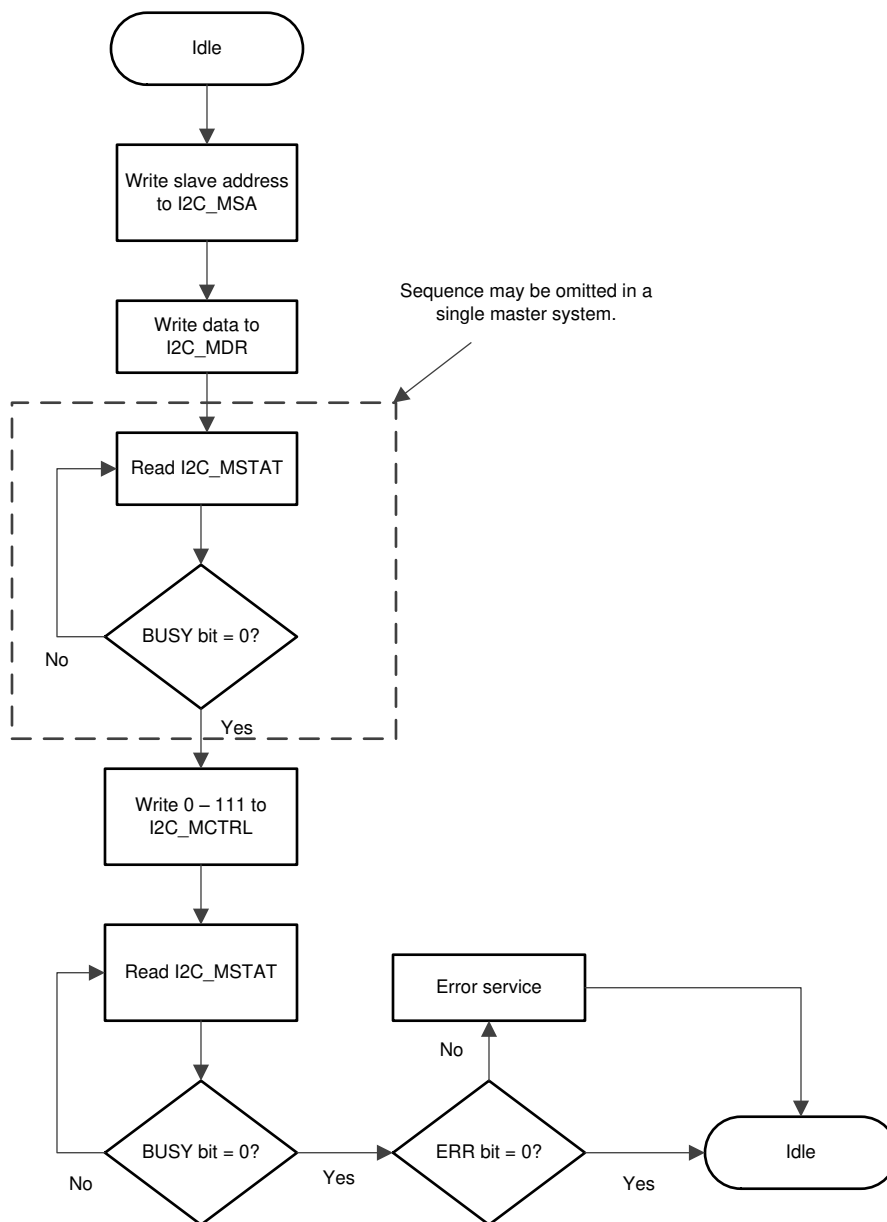 Idle
Write slave address
to I2C_MSA
Sequence may be omitted in a
single master system.
Write data to
I2C_MDR
Read I2C_MSTAT
BUSY bit = 0?
No
Yes
Write 0 – 111 to
I2C_MCTRL
Read I2C_MSTAT
Error service
No
BUSY bit = 0?
ERR bit = 0?
Idle
No
Yes
Yes